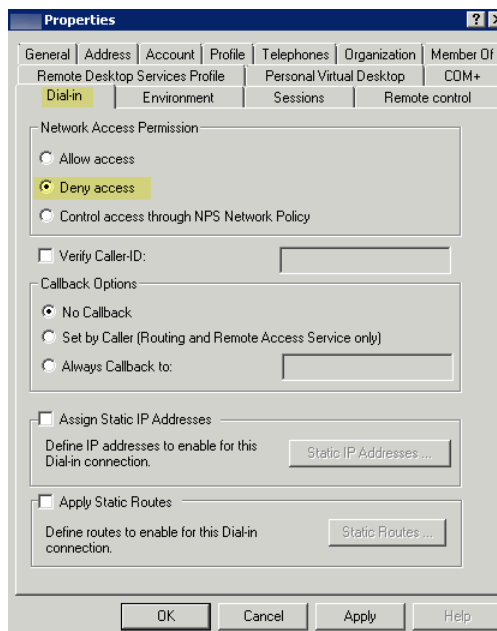 Properties
General Address Account Profile Telephones Organization Member Of
Remote Desktop Services Profile Personal Virtual Desktop COM+
Dial-in Environment Sessions Remote control
Network Access Permission
Allow access
Deny access
Control access through NPS Network Policy
Verify Caller-ID:
Callback Options
No Callback
Set by Caller (Routing and Remote Access Service only)
Always Callback to:
Assign Static IP Addresses
Define IP addresses to enable for this
Dial-in connection.
Static IP Addresses ...
Apply Static Routes
Define routes to enable for this Dial-in
connection.
Static Routes ...
OK Cancel Apply Help